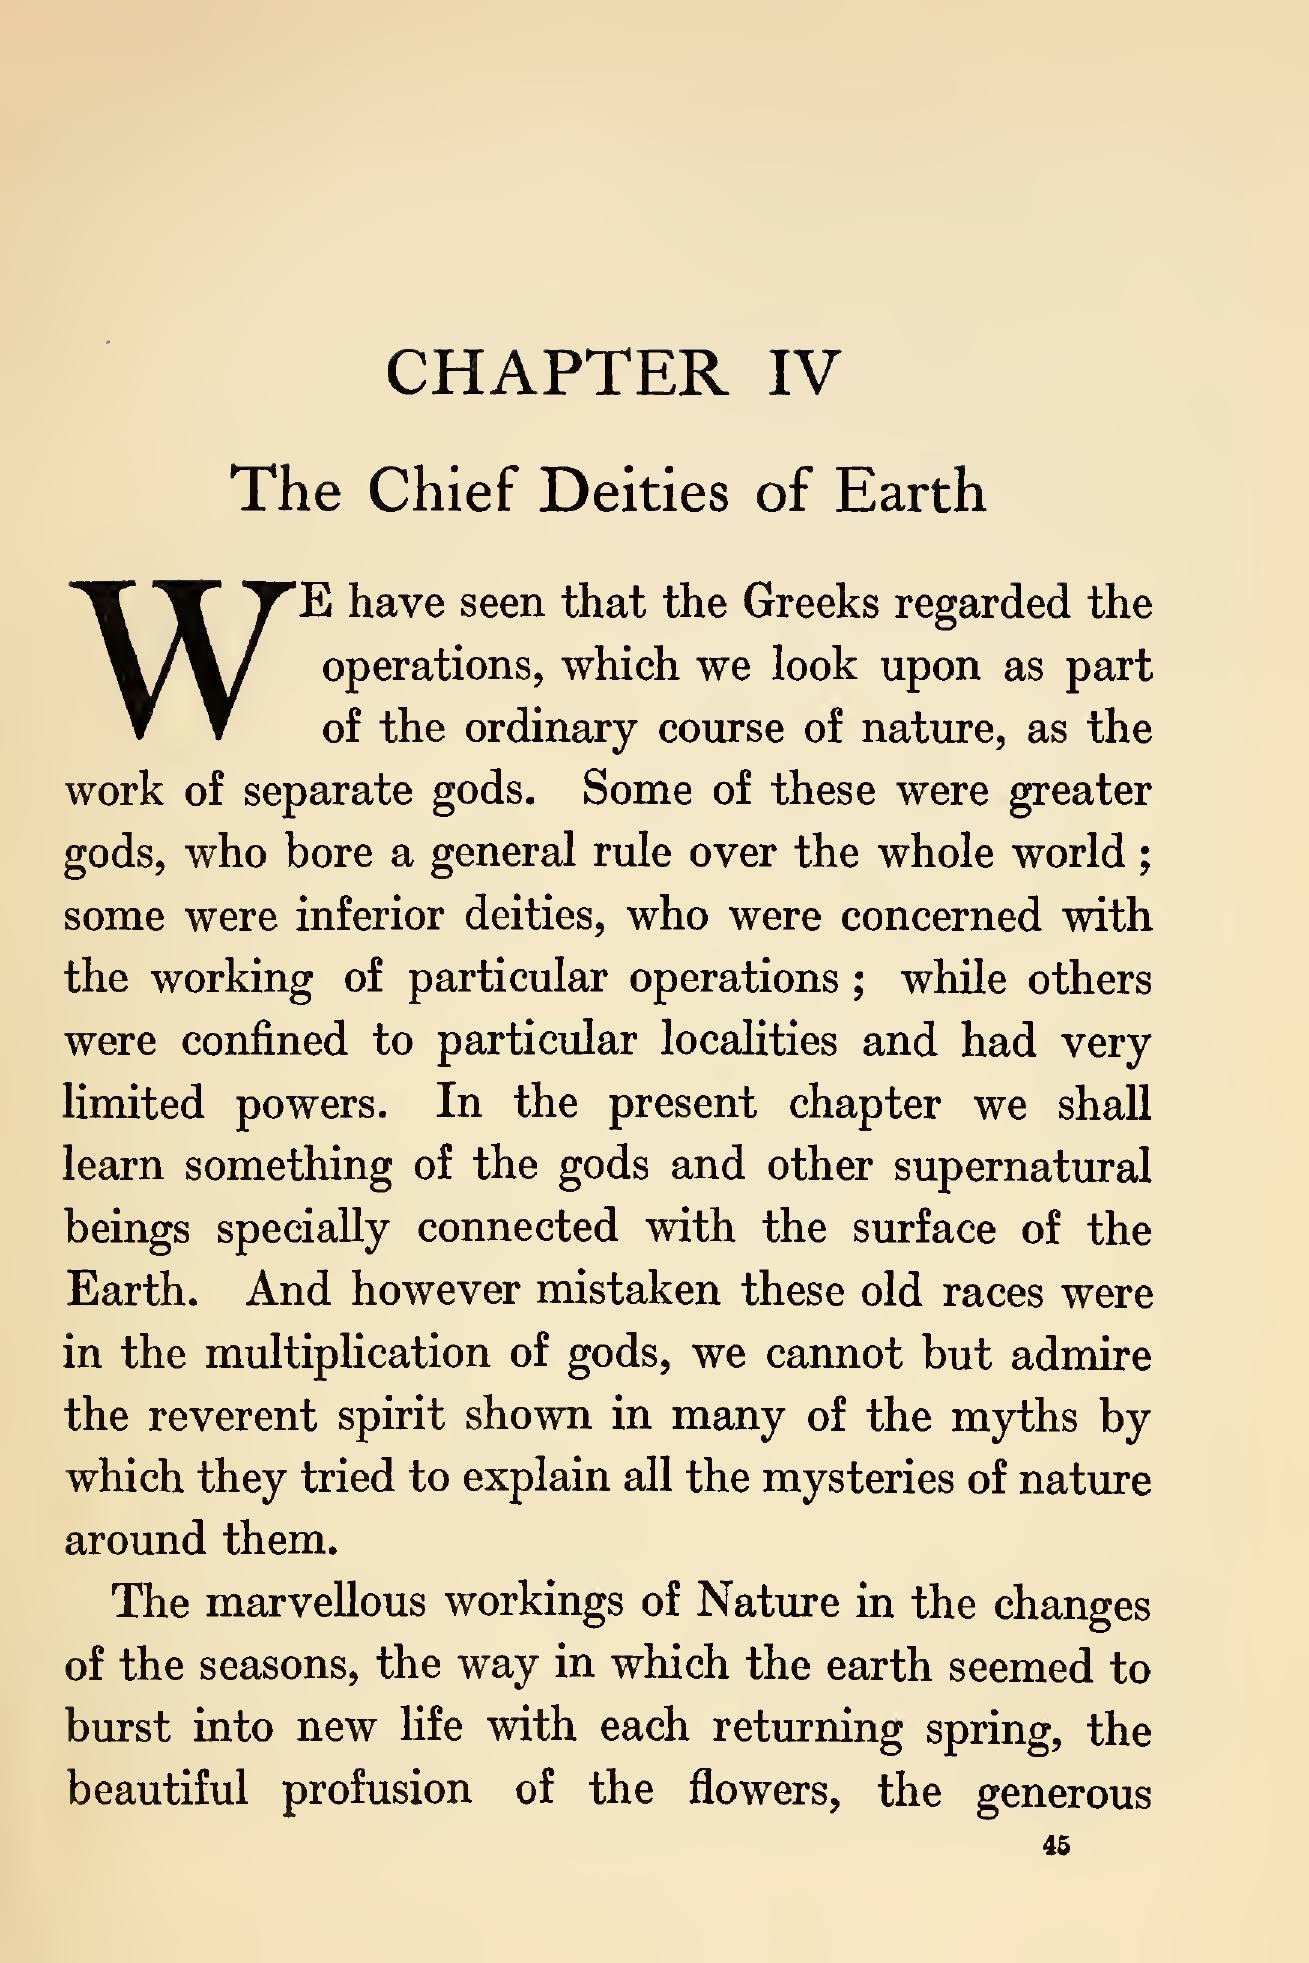 CHAPTER IV
The Chief Deities of Earth
WE have seen that the Greeks regarded the
operations, which we look upon as part
of the ordinary course of nature, as the
work of separate gods. Some of these were greater
gods, who bore a general rule over the whole world ;
some were inferior deities, who were concerned with
the working of particular operations ; while others
were confined to particular localities and had very
limited powers. In the present chapter we shall
learn something of the gods and other supernatural
beings specially connected with the surface of the
Earth. And however mistaken these old races were
in the multiplication of gods, we cannot but admire
the reverent spirit shown in many of the myths by
which they tried to explain all the mysteries of nature
around them.
The marvellous workings of Nature in the changes
of the seasons, the way in which the earth seemed to
burst into new life with each returning spring, the
beautiful profusion of the flowers, the generous
45